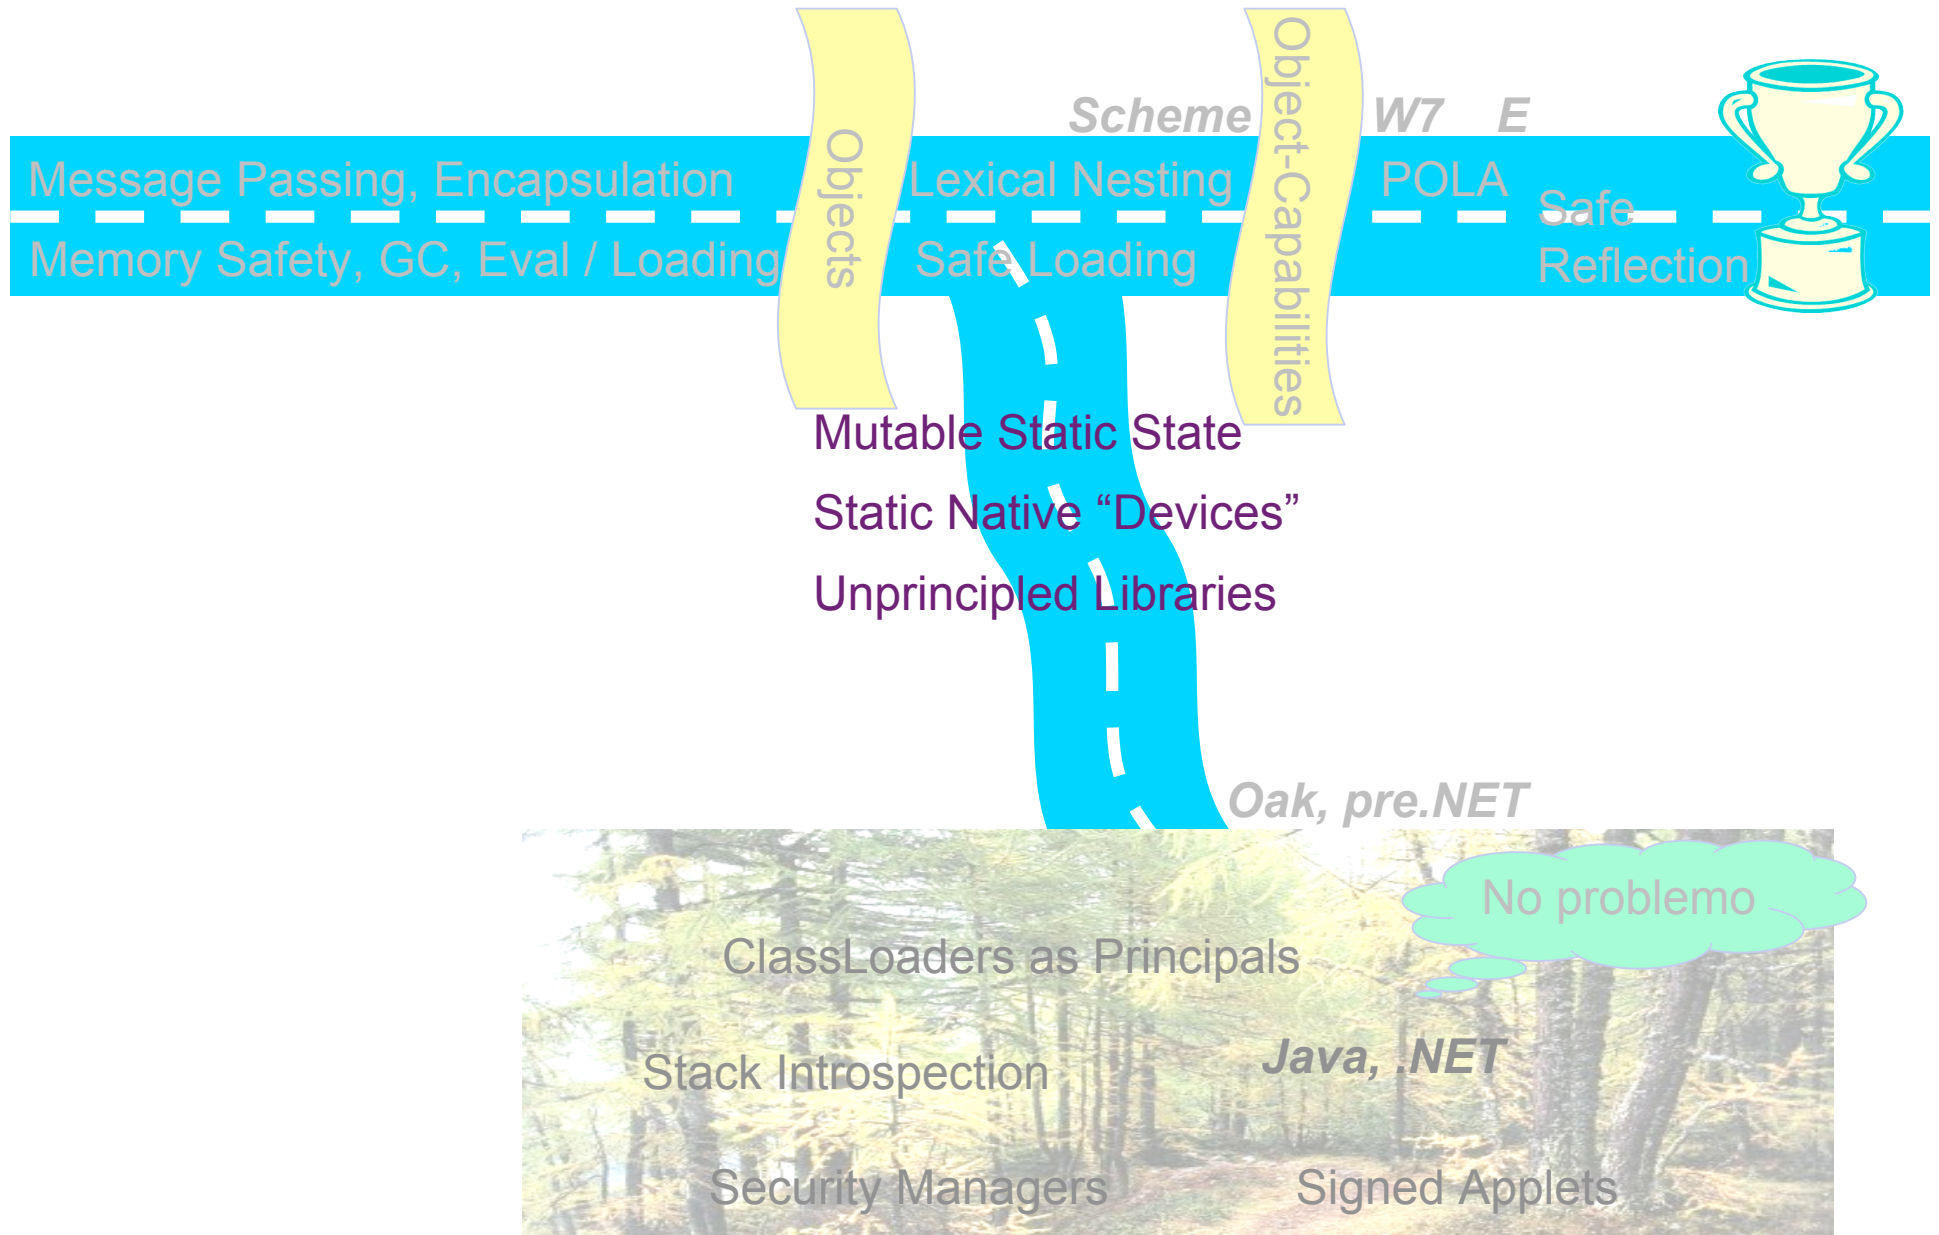 Object-Capabilities
Scheme
W7
E
Objects
Message Passing, Encapsulation
Lexical Nesting
POLA
Safe
Reflection
Memory Safety, GC, Eval / Loading
Safe Loading
Mutable Static State
Static Native “Devices”
Unprincipled Libraries
Oak, pre.NET
No problemo
ClassLoaders as Principals
Java, .NET
Stack Introspection
Security Managers
Signed Applets